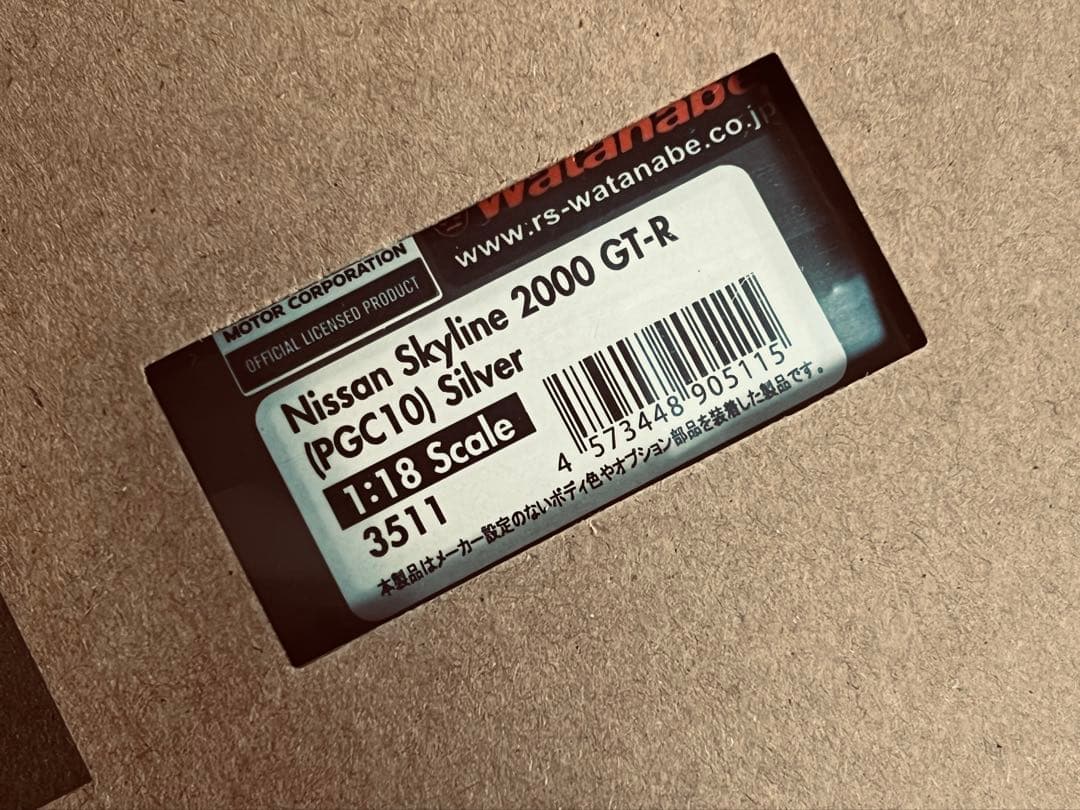 Watanabe
www.rs-watanabe.co.jp
MOTOR CORPORATION
OFFICIAL LICENSED PRODUCT
Nissan Skyline 2000 GT-R
(PGC10) Silver
1:18 Scale
3511
4 573448 905115
本製品はメーカー設定のないボディ色やオプション部品を装着した製品です。